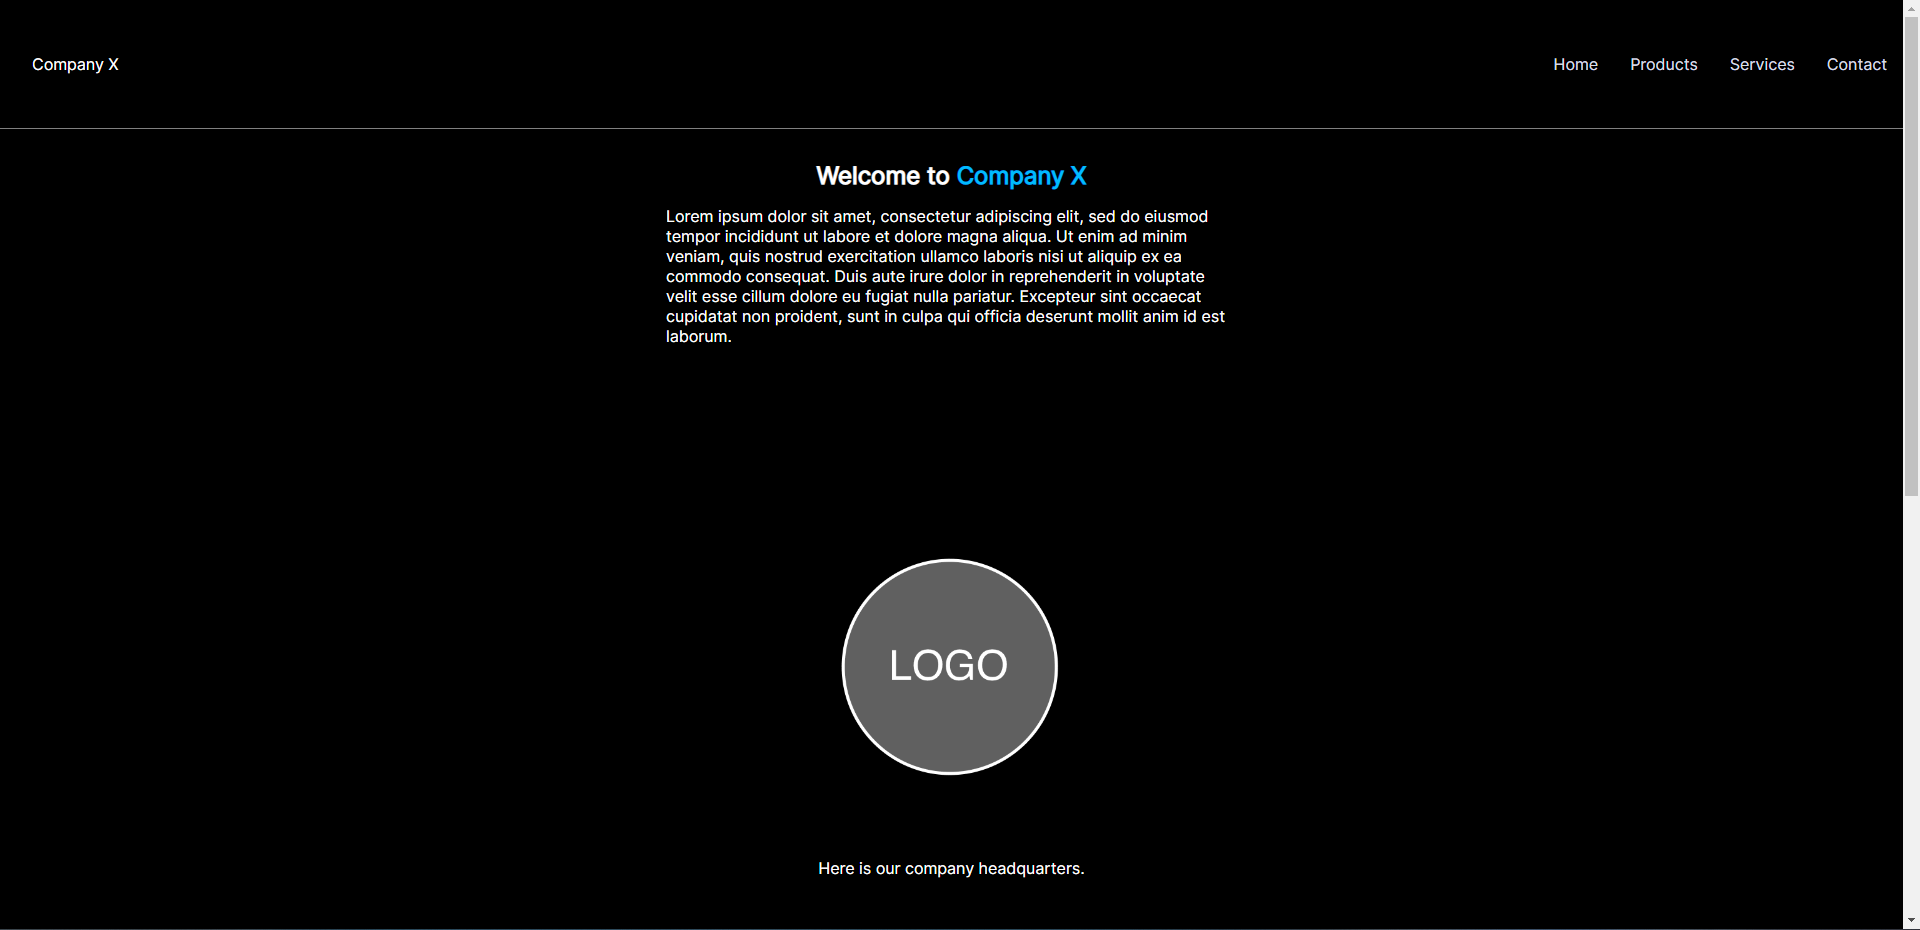 Company X
Home Products Services Contact
Welcome to Company X
Lorem ipsum dolor sit amet, consectetur adipiscing elit, sed do eiusmod
tempor incididunt ut labore et dolore magna aliqua. Ut enim ad minim
veniam, quis nostrud exercitation ullamco laboris nisi ut aliquip ex ea
commodo consequat. Duis aute irure dolor in reprehenderit in voluptate
velit esse cillum dolore eu fugiat nulla pariatur. Excepteur sint occaecat
cupidatat non proident, sunt in culpa qui officia deserunt mollit anim id est
laborum.
LOGO
Here is our company headquarters.